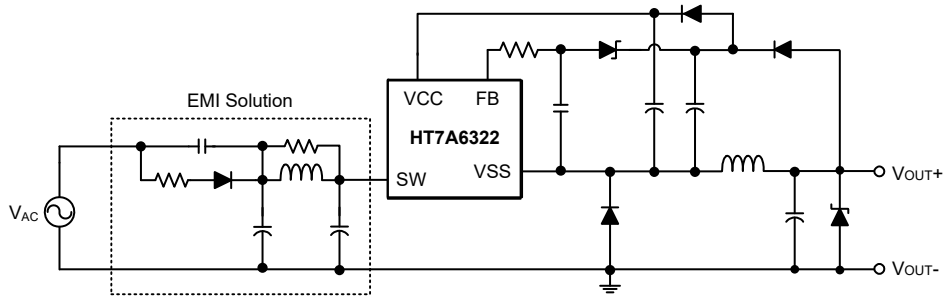 EMI Solution
VCC FB
HT7A6322
SW VSS
VAC
VOUT+
VOUT-